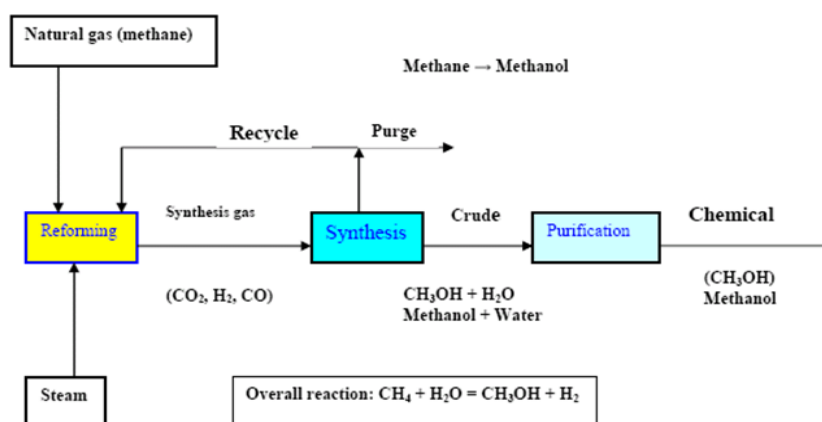 Natural gas (methane)
Methane → Methanol
Recycle
Purge
Synthesis gas
Crude
Chemical
Reforming
Synthesis
Purification
(CO₂, H₂, CO)
CH₃OH + H₂O
Methanol + Water
(CH₃OH)
Methanol
Steam
Overall reaction: CH₄ + H₂O = CH₃OH + H₂